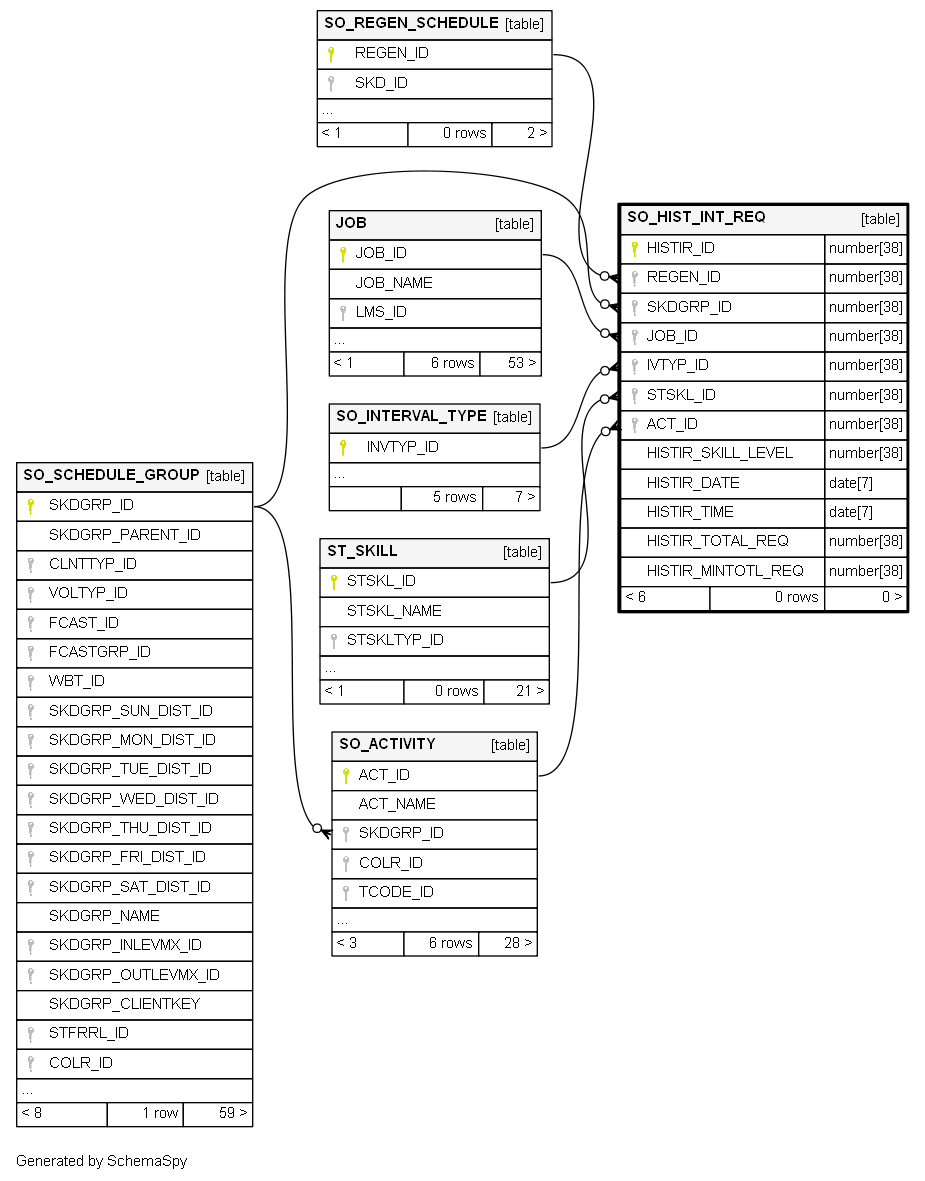 SO_REGEN_SCHEDULE [table]
REGEN_ID
SKD_ID
...
< 1 0 rows 2 >
JOB [table]
JOB_ID
JOB_NAME
LMS_ID
...
< 1 6 rows 53 >
SO_INTERVAL_TYPE [table]
INVTYP_ID
...
5 rows 7 >
SO_SCHEDULE_GROUP [table]
SKDGRP_ID
SKDGRP_PARENT_ID
CLNTTYP_ID
VOLTYP_ID
FCAST_ID
FCASTGRP_ID
WBT_ID
SKDGRP_SUN_DIST_ID
SKDGRP_MON_DIST_ID
SKDGRP_TUE_DIST_ID
SKDGRP_WED_DIST_ID
SKDGRP_THU_DIST_ID
SKDGRP_FRI_DIST_ID
SKDGRP_SAT_DIST_ID
SKDGRP_NAME
SKDGRP_INLEVMX_ID
SKDGRP_OUTLEVMX_ID
SKDGRP_CLIENTKEY
STFRRL_ID
COLR_ID
...
< 8 1 row 59 >
ST_SKILL [table]
STSKL_ID
STSKL_NAME
STSKLTYP_ID
...
< 1 0 rows 21 >
SO_ACTIVITY [table]
ACT_ID
ACT_NAME
SKDGRP_ID
COLR_ID
TCODE_ID
...
< 3 6 rows 28 >
SO_HIST_INT_REQ [table]
HISTIR_ID number[38]
REGEN_ID number[38]
SKDGRP_ID number[38]
JOB_ID number[38]
IVTYP_ID number[38]
STSKL_ID number[38]
ACT_ID number[38]
HISTIR_SKILL_LEVEL number[38]
HISTIR_DATE date[7]
HISTIR_TIME date[7]
HISTIR_TOTAL_REQ number[38]
HISTIR_MINTOTL_REQ number[38]
< 6 0 rows 0 >
Generated by SchemaSpy